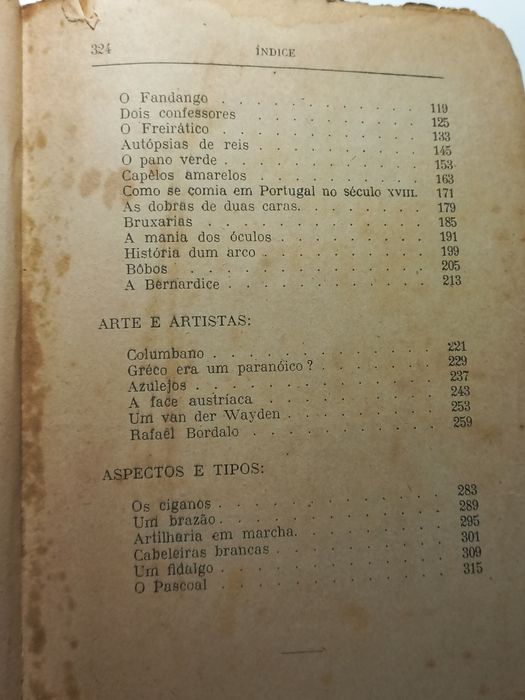 324 ÍNDICE
O Fandango . . . . . . . . . . 119
Dois confessores . . . . . . . . 125
O Freirático . . . . . . . . . . 133
Autópsias de reis . . . . . . . . 145
O pano verde . . . . . . . . . . 153
Capêlos amarelos . . . . . . . . 163
Como se comia em Portugal no século XVIII. 171
As dobras de duas caras. . . . . . . 179
Bruxarias . . . . . . . . . . 185
A mania dos óculos . . . . . . . . 191
História dum arco . . . . . . . . 199
Bôbos . . . . . . . . . . 205
A Bernardice . . . . . . . . . . 213
ARTE E ARTISTAS:
Columbano . . . . . . . . . . 221
Gréco era um paranóico? . . . . . . 229
Azulejos . . . . . . . . . . 237
A face austríaca . . . . . . . . 243
Um van der Wayden . . . . . . . . 253
Rafaël Bordalo . . . . . . . . 259
ASPECTOS E TIPOS:
Os ciganos . . . . . . . . . . 283
Um brazão . . . . . . . . . . 289
Artilharia em marcha. . . . . . . . 295
Cabeleiras brancas . . . . . . . . 301
Um fidalgo . . . . . . . . . . 309
O Pascoal . . . . . . . . . . 315